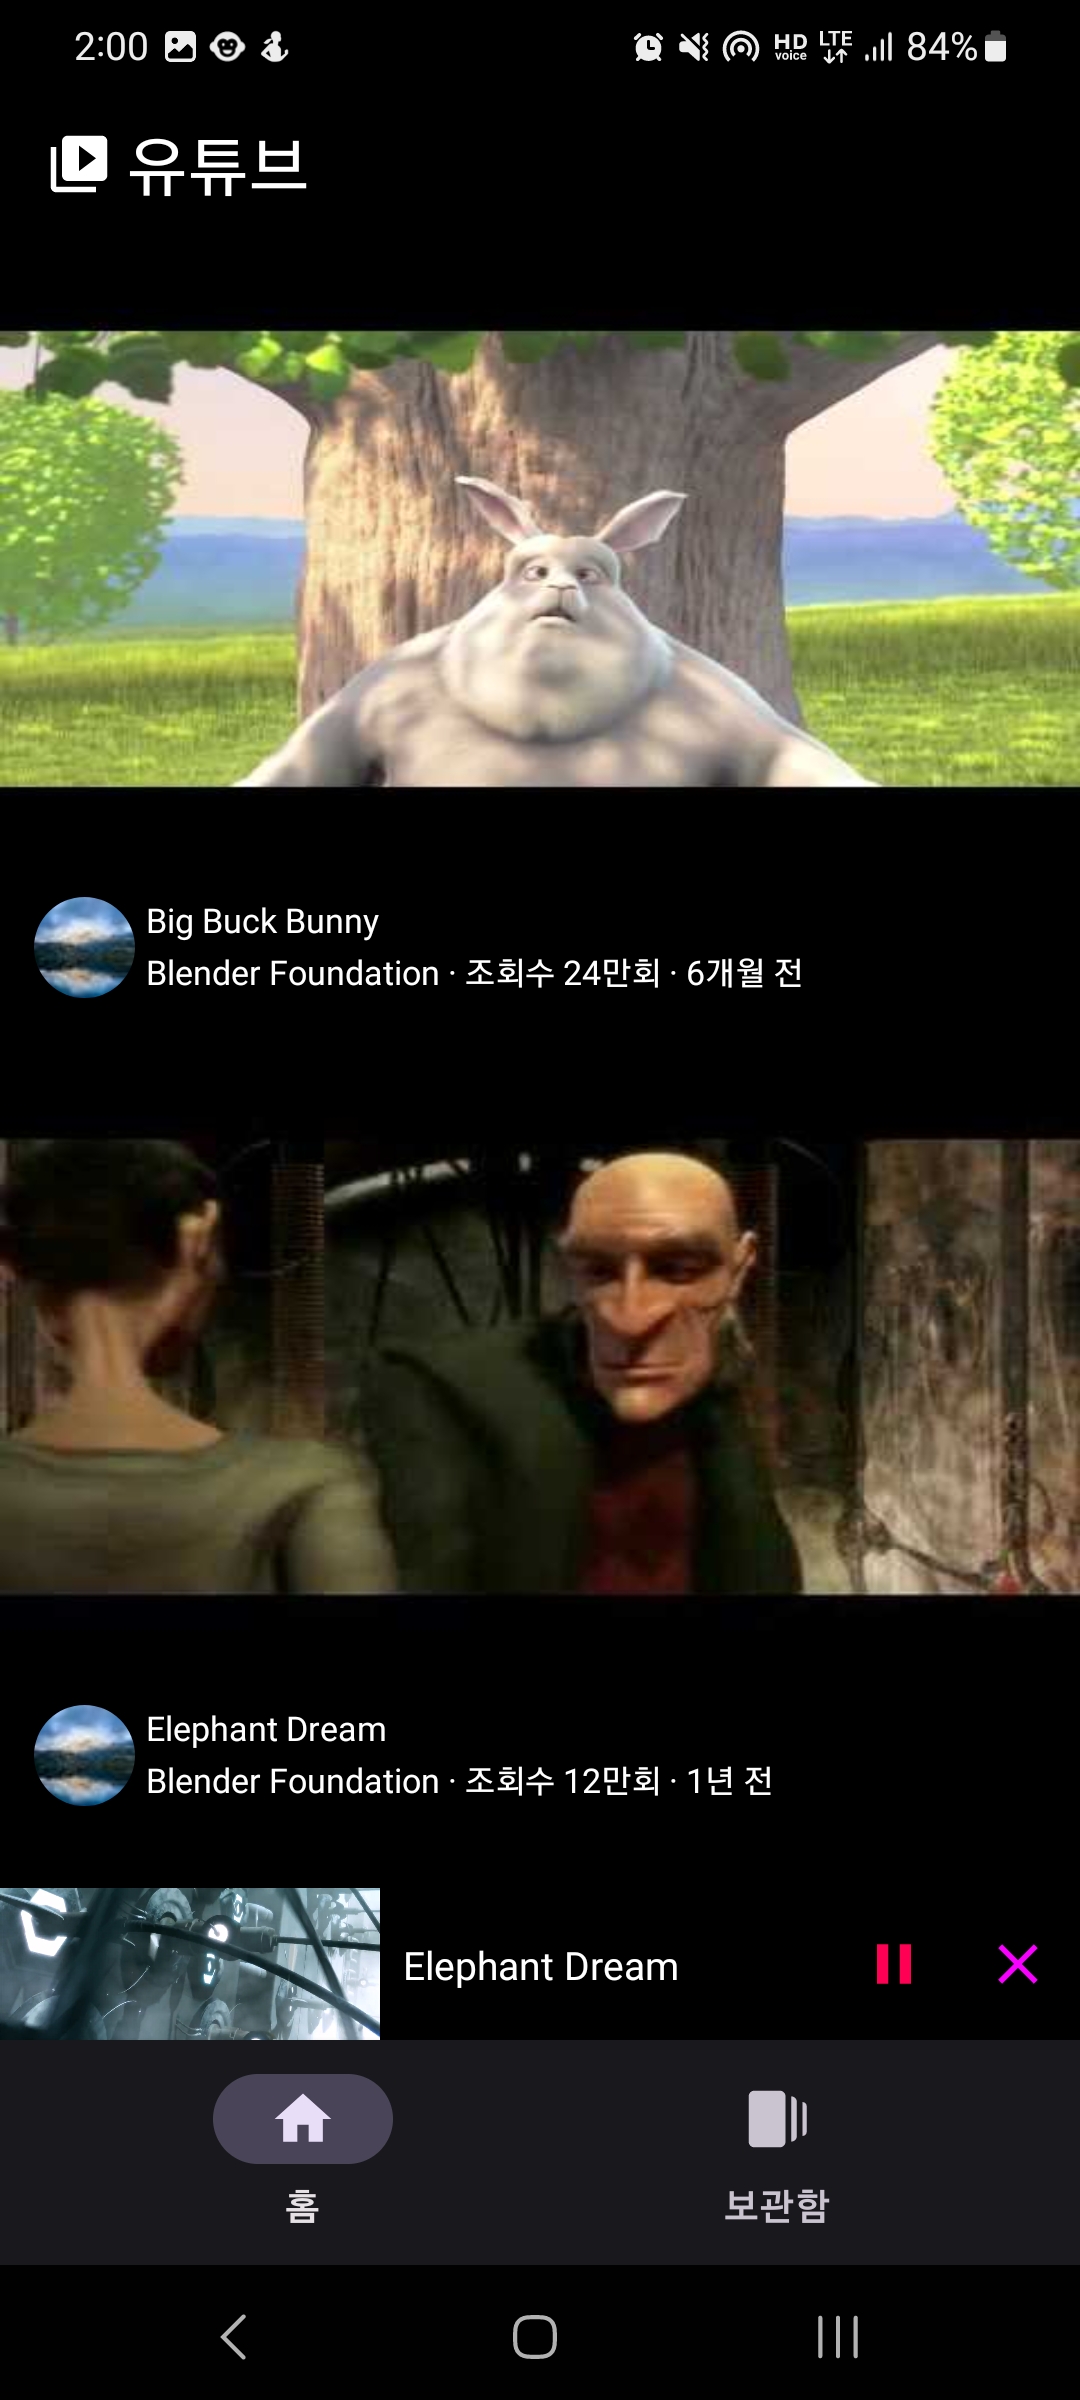 2:00 HD voice LTE 84%
유튜브
Big Buck Bunny
Blender Foundation · 조회수 24만회 · 6개월 전
Elephant Dream
Blender Foundation · 조회수 12만회 · 1년 전
Elephant Dream
홈 보관함